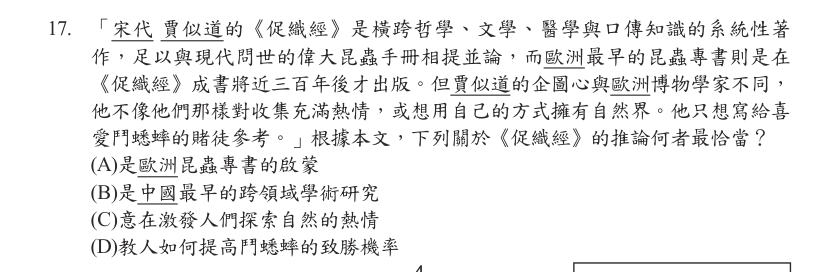 17. 「宋代 賈似道的《促織經》是橫跨哲學、文學、醫學與口傳知識的系統性著
作,足以與現代問世的偉大昆蟲手冊相提並論,而歐洲最早的昆蟲專書則是在
《促織經》成書將近三百年後才出版。但賈似道的企圖心與歐洲博物學家不同,
他不像他們那樣對收集充滿熱情,或想用自己的方式擁有自然界。他只想寫給喜
愛鬥蟋蟀的賭徒參考。」根據本文,下列關於《促織經》的推論何者最恰當?
(A)是歐洲昆蟲專書的啟蒙
(B)是中國最早的跨領域學術研究
(C)意在激發人們探索自然的熱情
(D)教人如何提高鬥蟋蟀的致勝機率